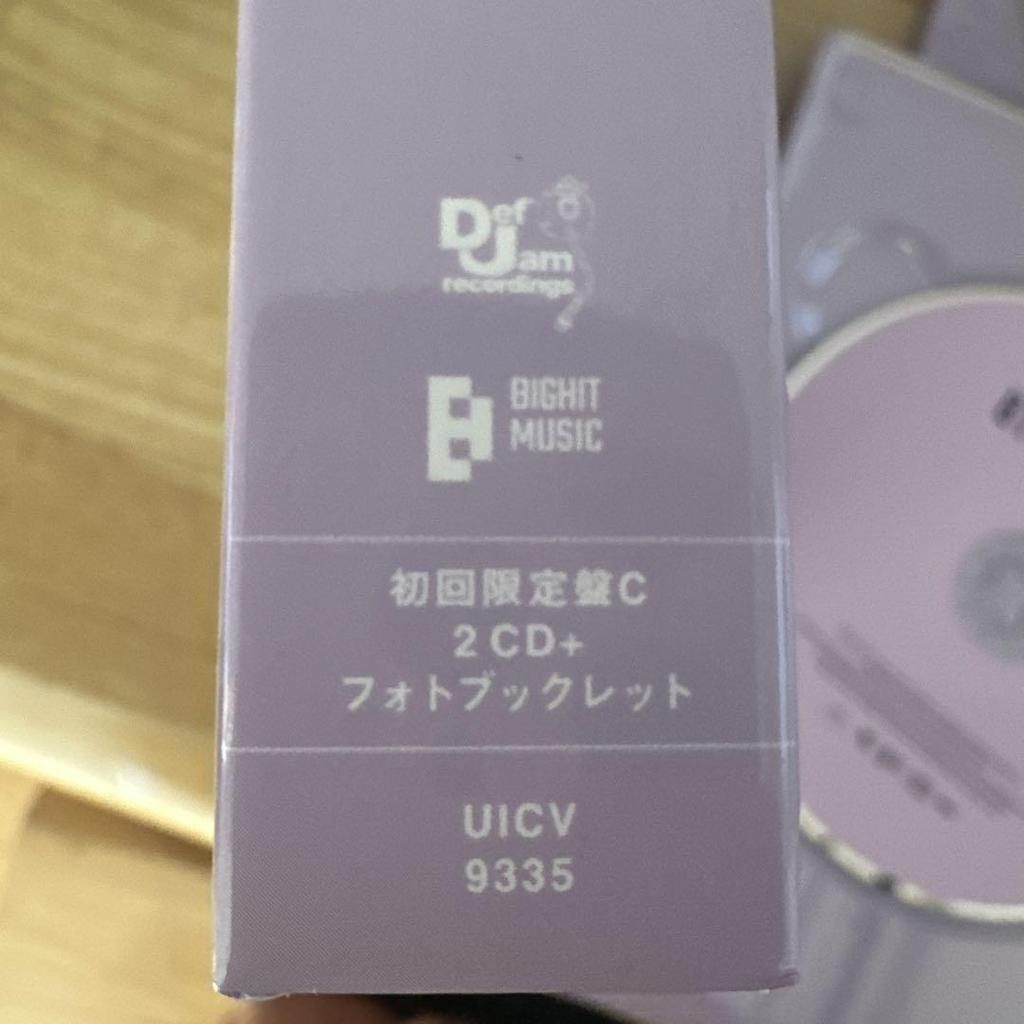 Def
Jam
recordings
BIGHIT
MUSIC
初回限定盤C
2CD+
フォトブックレット
UICV
9335